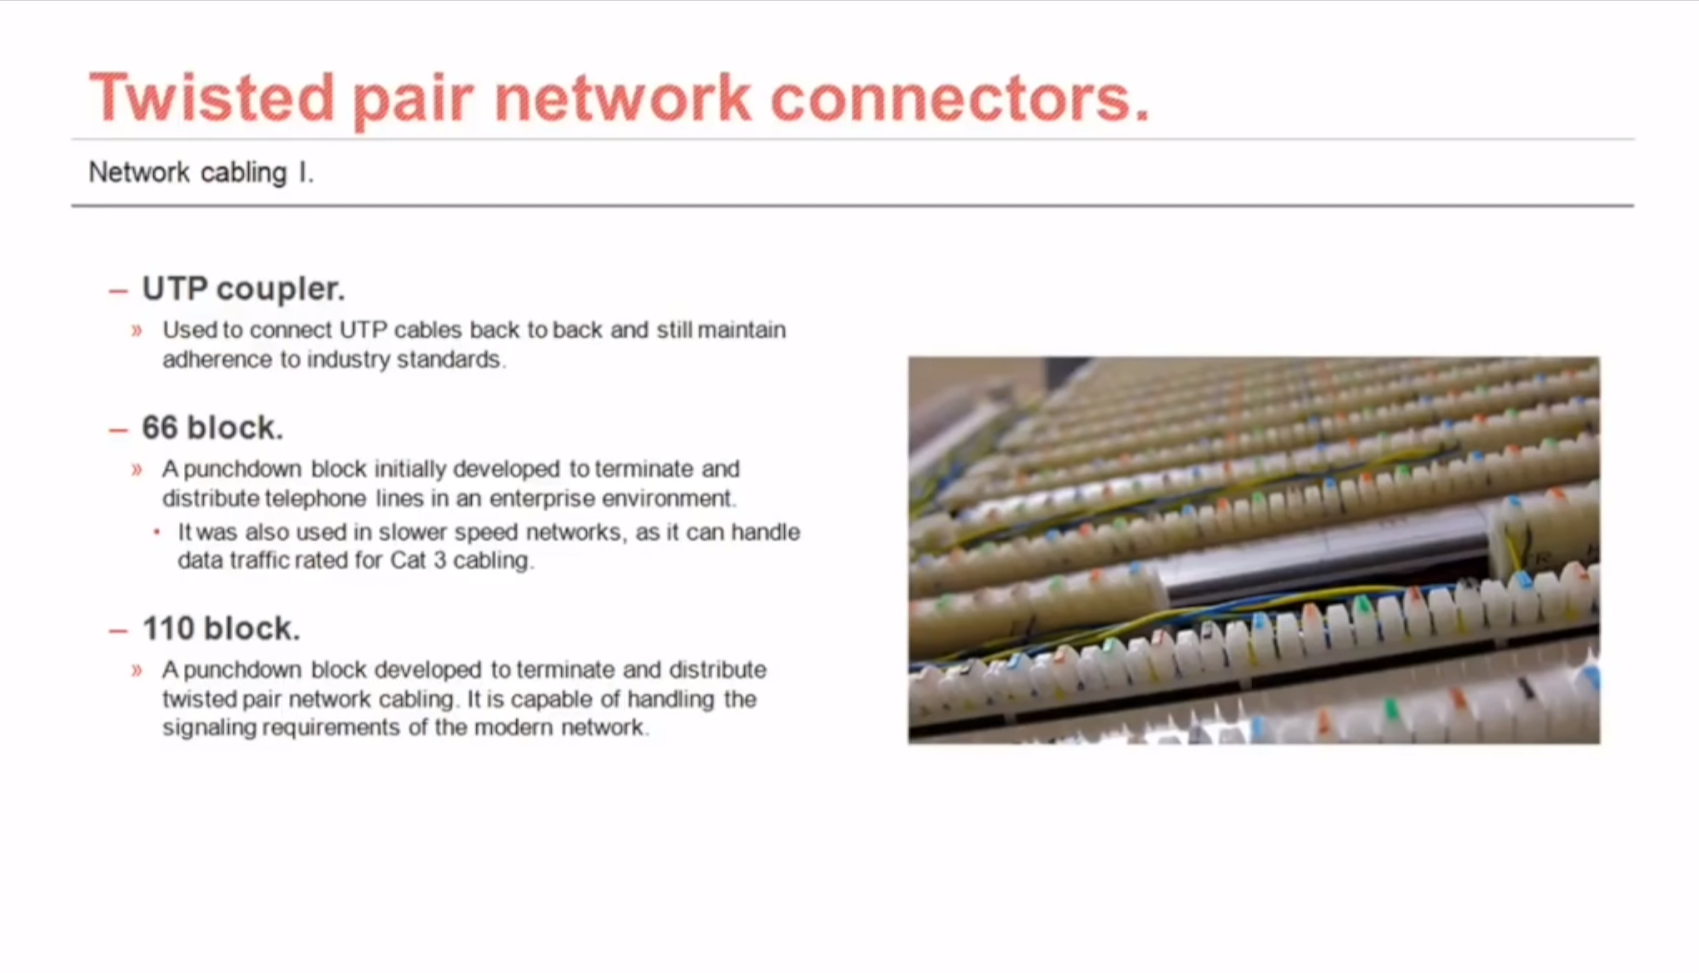 Twisted pair network connectors.
Network cabling I.
– UTP coupler.
» Used to connect UTP cables back to back and still maintain
adherence to industry standards.
– 66 block.
» A punchdown block initially developed to terminate and
distribute telephone lines in an enterprise environment.
• It was also used in slower speed networks, as it can handle
data traffic rated for Cat 3 cabling.
– 110 block.
» A punchdown block developed to terminate and distribute
twisted pair network cabling. It is capable of handling the
signaling requirements of the modern network.